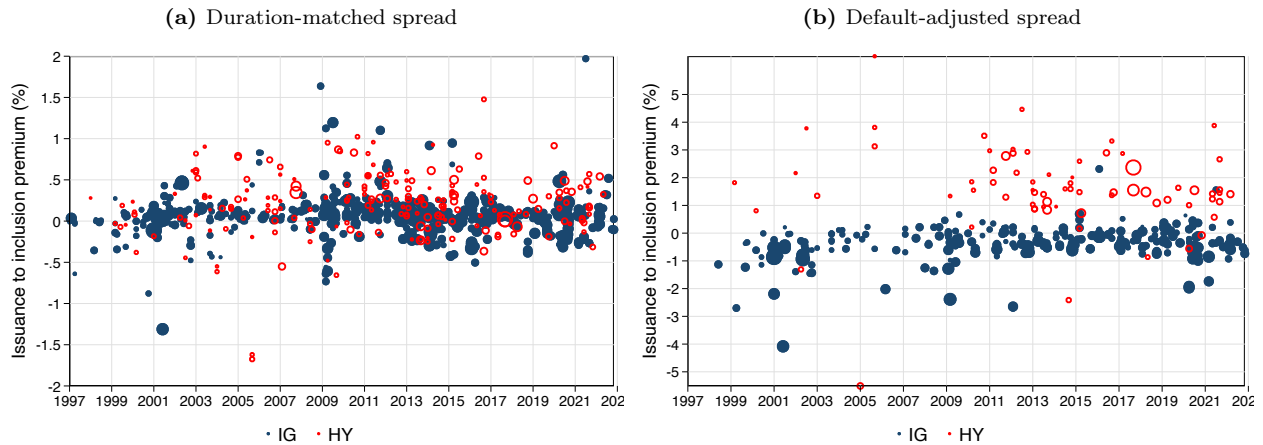 (a) Duration-matched spread
Issuance to inclusion premium (%)
2
1.5
1
.5
0
-.5
-1
-1.5
-2
1997 1999 2001 2003 2005 2007 2009 2011 2013 2015 2017 2019 2021 202
IG HY
(b) Default-adjusted spread
Issuance to inclusion premium (%)
5
4
3
2
1
0
-1
-2
-3
-4
-5
1997 1999 2001 2003 2005 2007 2009 2011 2013 2015 2017 2019 2021 202
IG HY